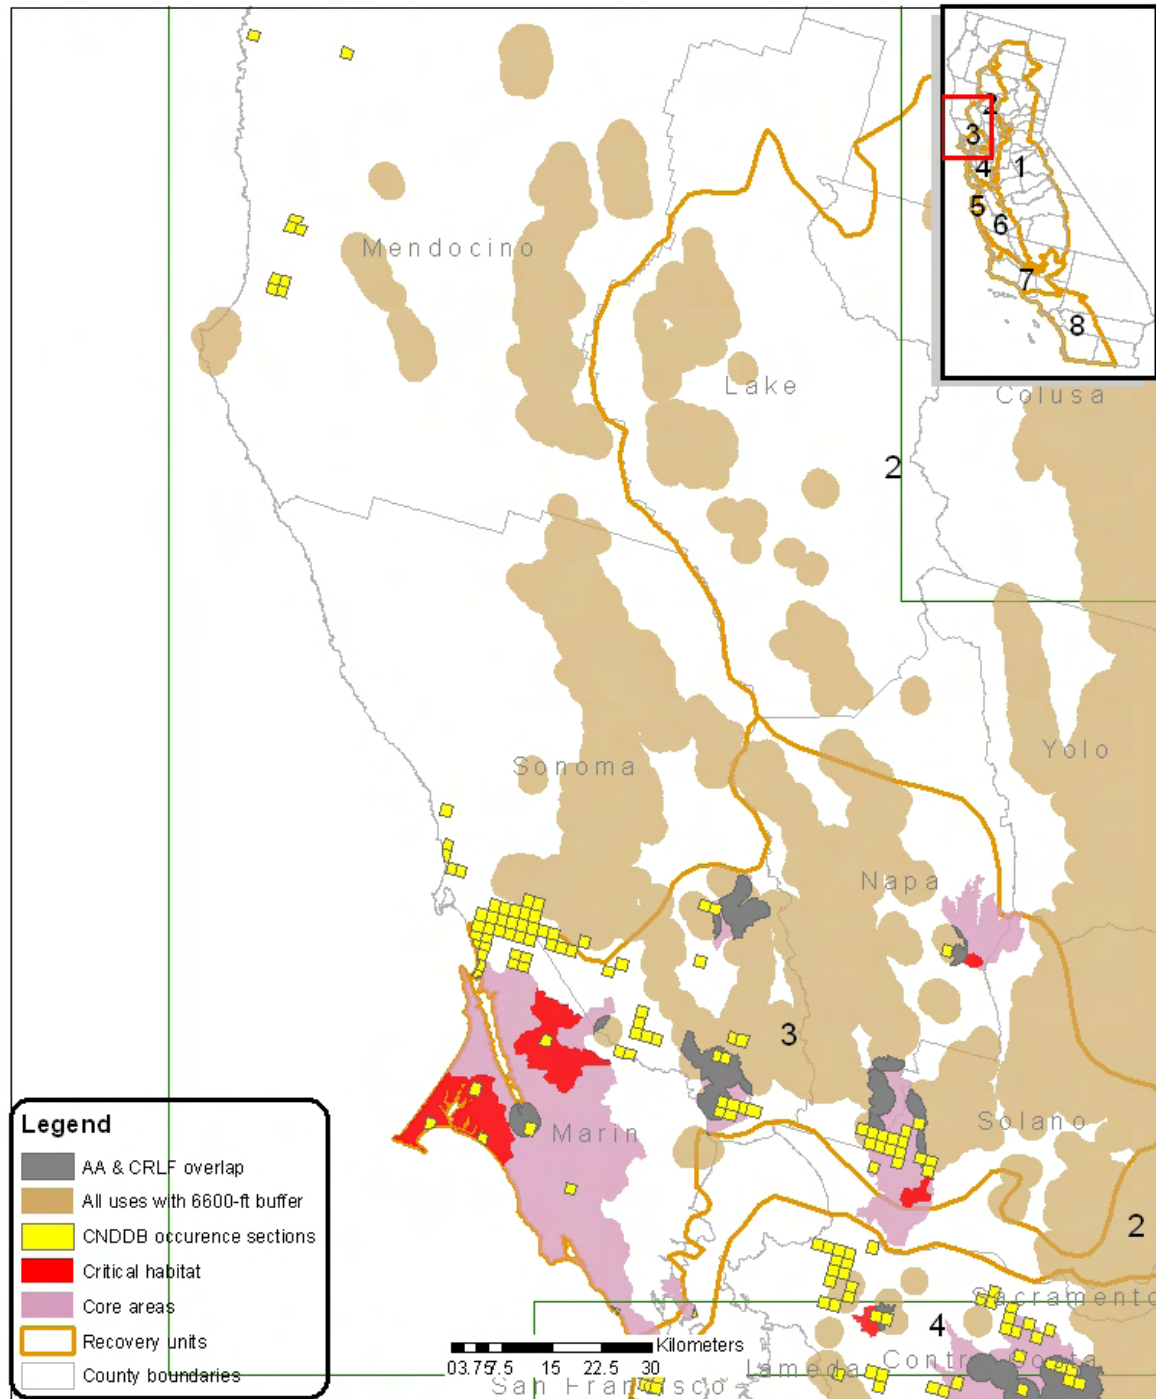 2
3
1
4
5
6
7
8
Mendocino
Lake
Colusa
2
Yolo
Sonoma
Napa
3
Marin
Solano
2
Sacramento
4
Contra Costa
lameda
San Francisco
Kilometers
0 3.75 7.5 15 22.5 30
Legend
AA & CRLF overlap
All uses with 6600-ft buffer
CNDDB occurence sections
Critical habitat
Core areas
Recovery units
County boundaries